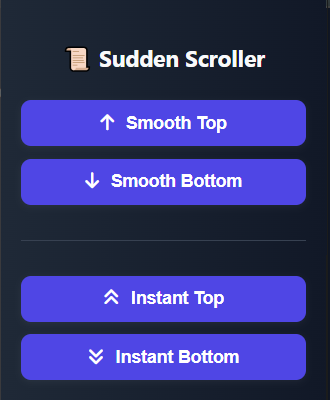 Sudden Scroller
Smooth Top
Smooth Bottom
Instant Top
Instant Bottom